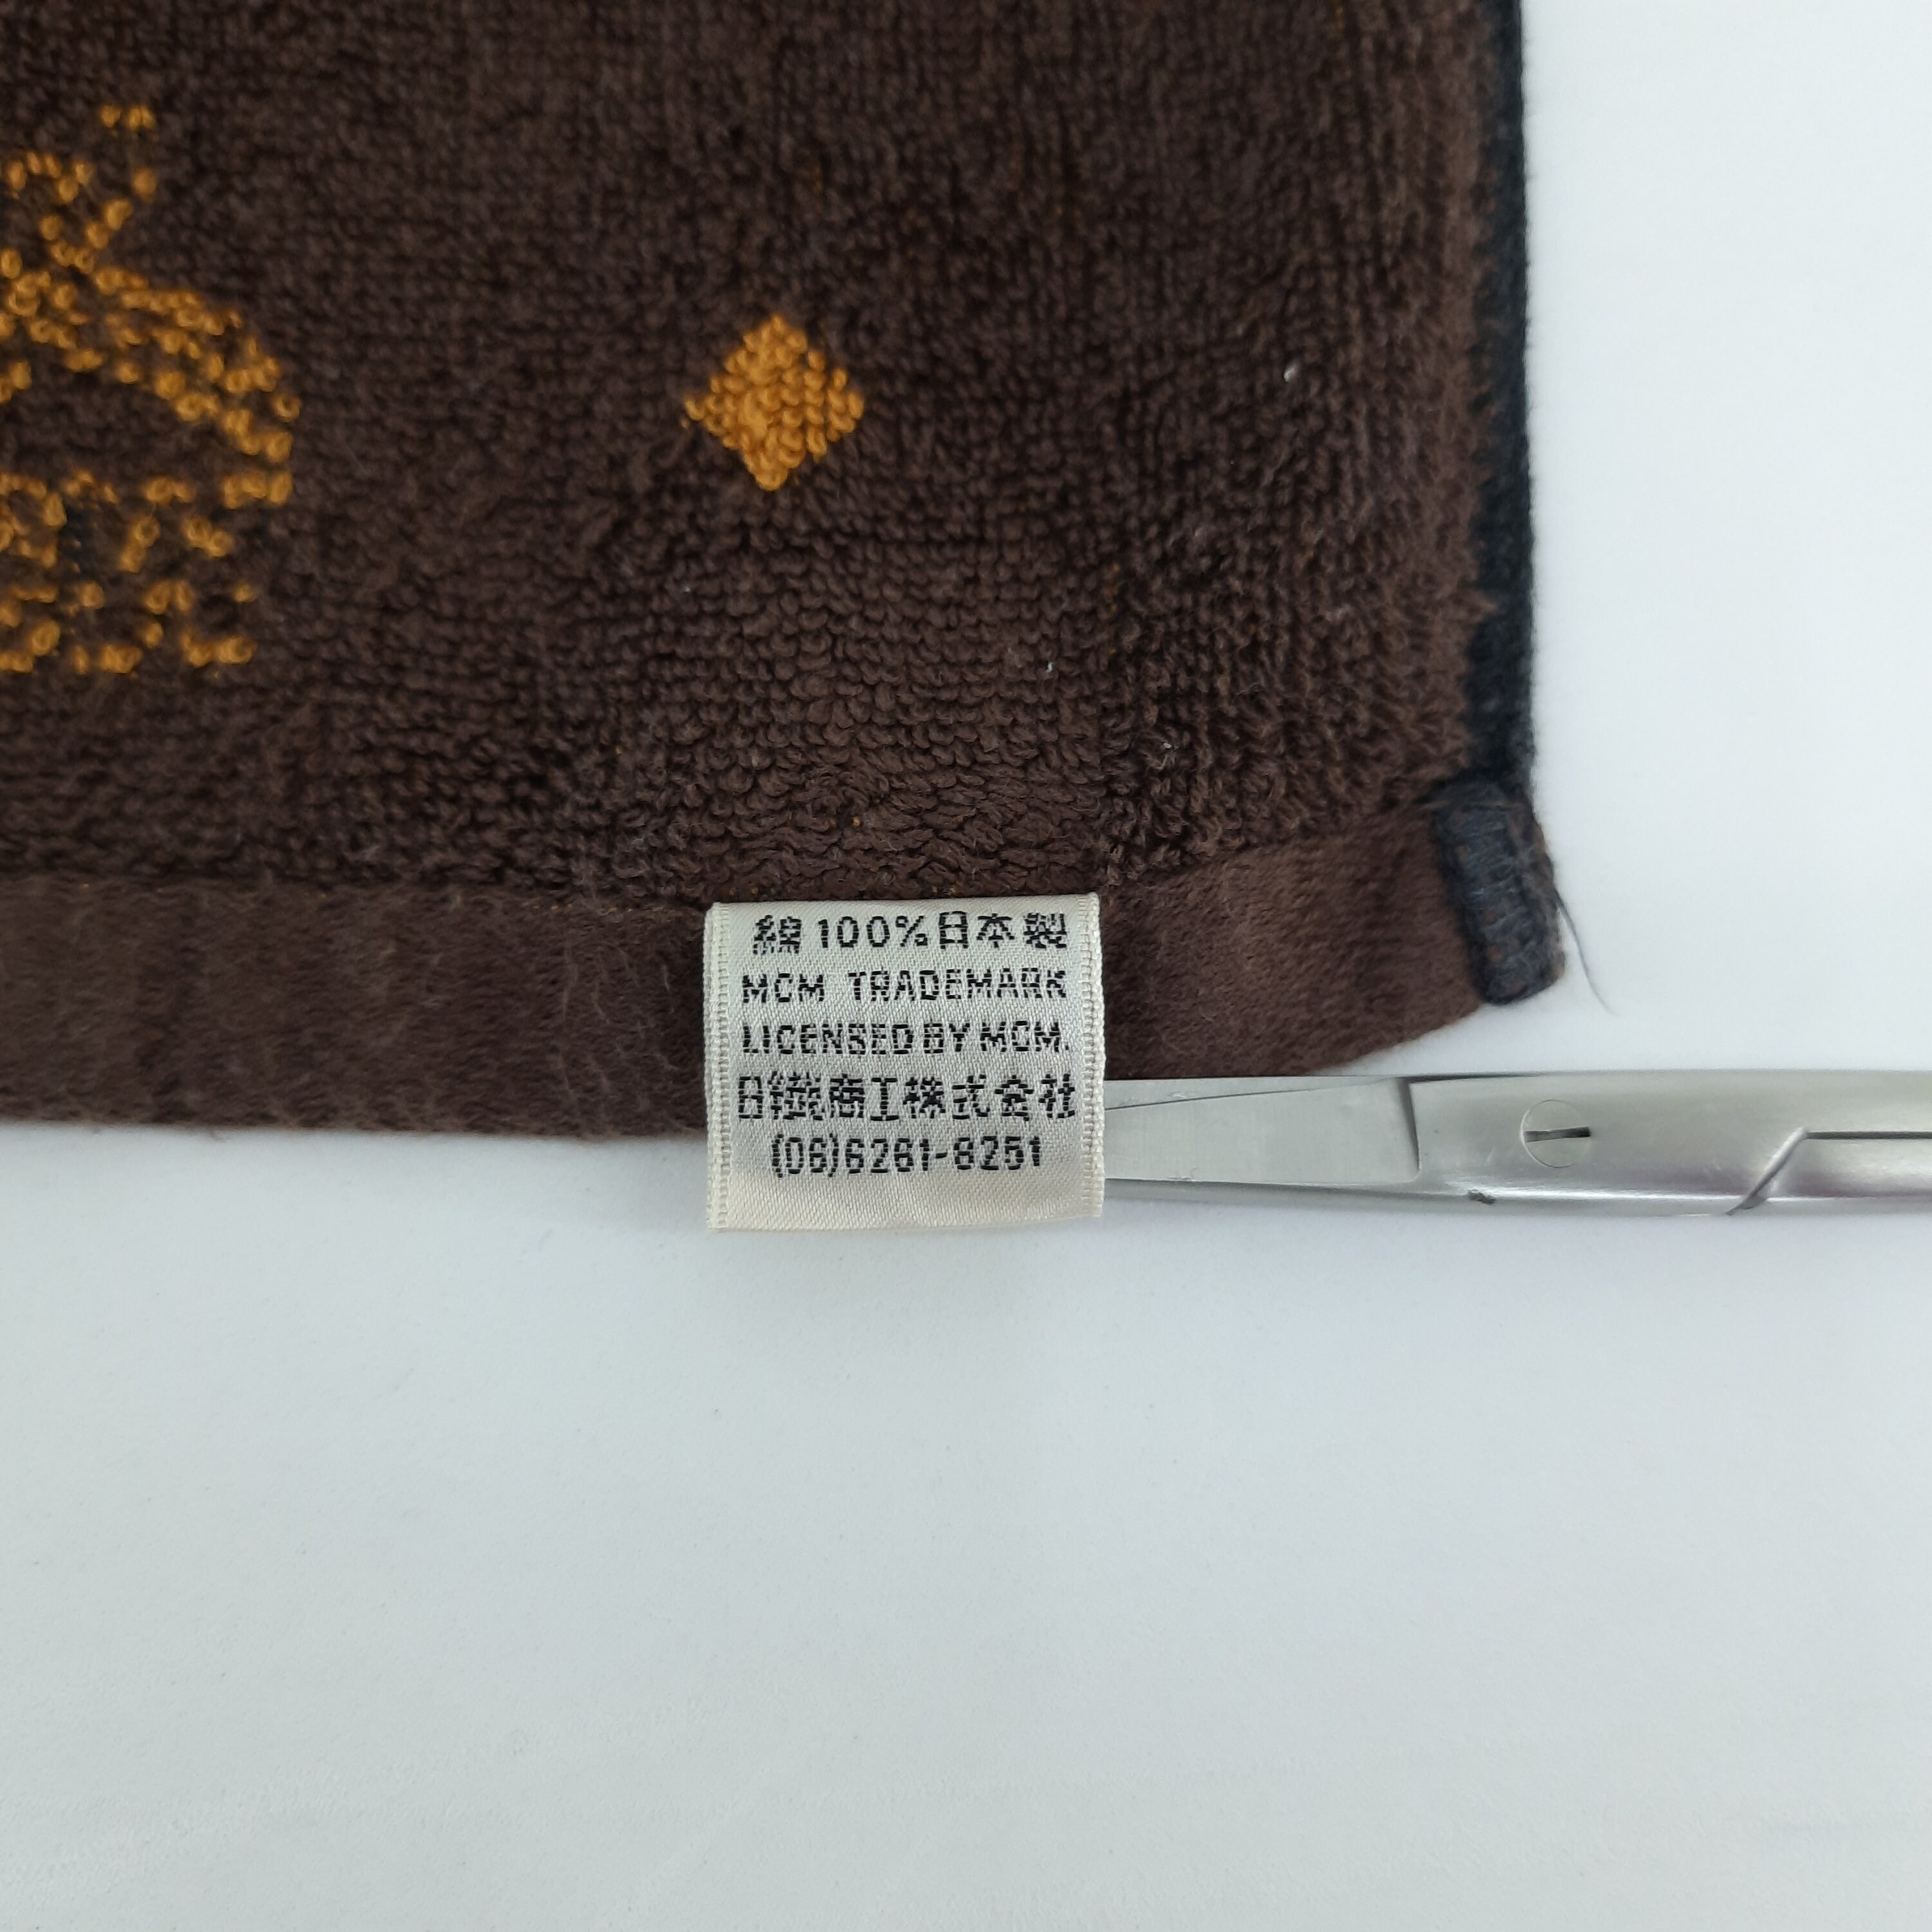 綿100%日本製
MCM TRADEMARK
LICENSED BY MCM.
日繊商工株式会社
(06)6261-8251